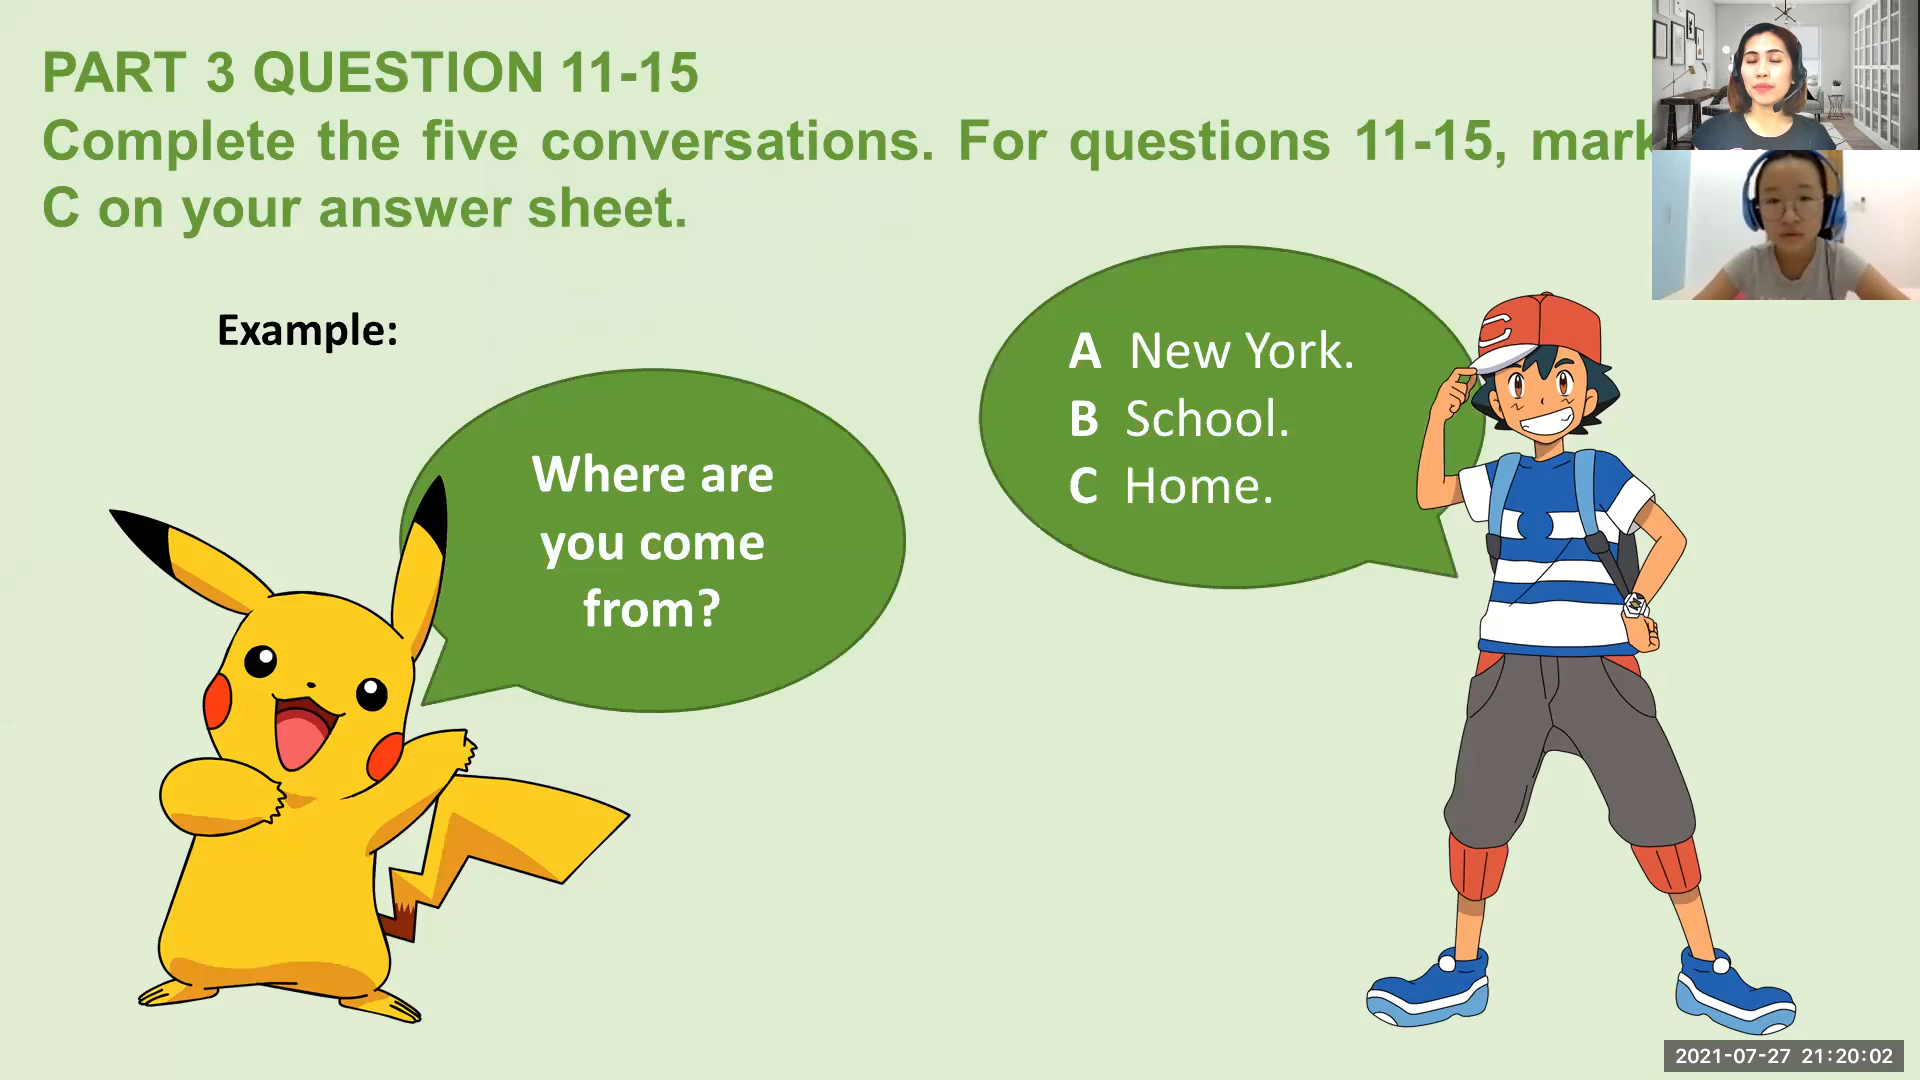 PART 3 QUESTION 11-15
Complete the five conversations. For questions 11-15, mark
C on your answer sheet.
Example:
Where are
you come
from?
A New York.
B School.
C Home.
2021-07-27 21:20:02